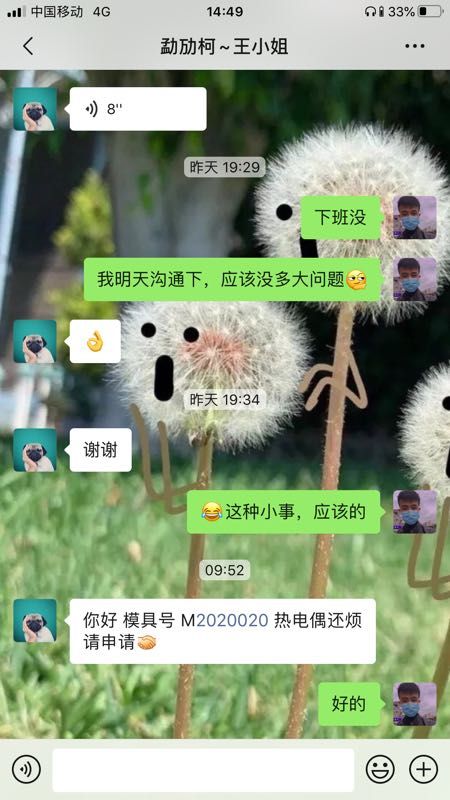 中国移动 4G
14:49
33%
勐劢柯~王小姐
8''
昨天 19:29
下班没
我明天沟通下，应该没多大问题
昨天 19:34
谢谢
这种小事，应该的
09:52
你好 模具号 M2020020 热电偶还烦
请申请
好的